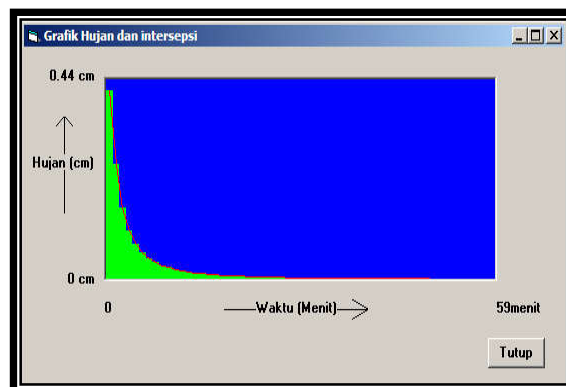 Grafik Hujan dan intersepsi
0.44 cm
Hujan (cm)
0 cm
0
Waktu (Menit)
59menit
Tutup